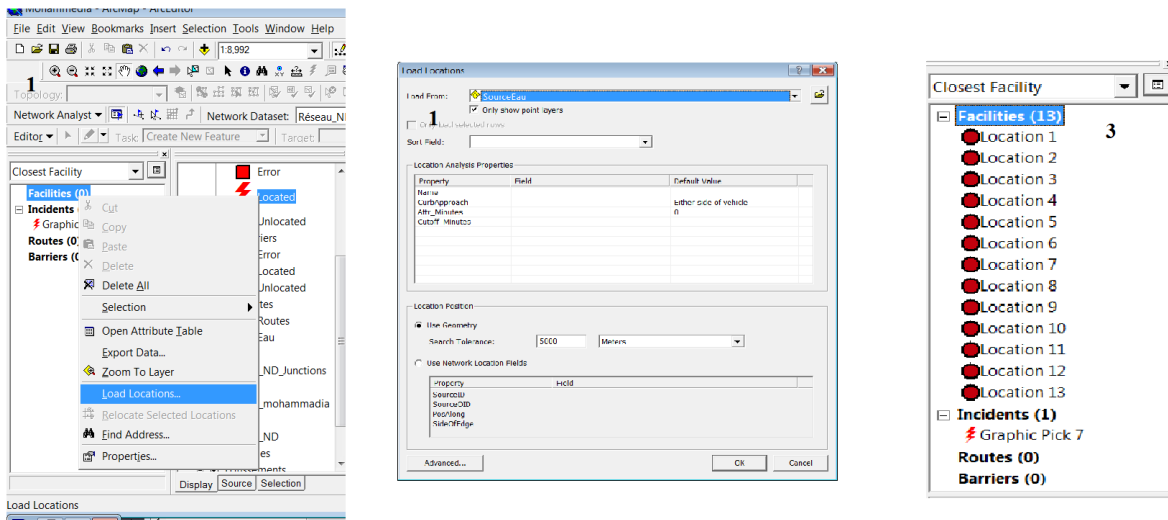 Mohammedia - ArcMap - ArcEditor
File Edit View Bookmarks Insert Selection Tools Window Help
1:8,992
1
Topology:
Network Analyst Network Dataset: Réseau_N
Editor Task: Create New Feature Target:
Closest Facility
Facilities (0)
Incidents
Graphic
Routes (0)
Barriers (0
Cut
Copy
Paste
Delete
Delete All
Selection
Open Attribute Table
Export Data...
Zoom To Layer
Load Locations...
Relocate Selected Locations
Find Address...
Properties...
Error
Located
Unlocated
riers
Error
Located
Unlocated
tes
Routes
Eau
_ND_Junctions
_mohammadia
_ND
es
Display Source Selection
Load Locations
Load Locations
Load From: SourceEau
Only show point layers
1
Only load selected rows
Sort Field:
Location Analysis Properties
Property Field Default Value
Name
CurbApproach Either side of vehicle
Attr_Minutes 0
Cutoff_Minutes
Location Position
Use Geometry
Search Tolerance: 5000 Meters
Use Network Location Fields
Property Field
SourceID
SourceOID
PosAlong
SideOfEdge
Advanced... OK Cancel
Closest Facility
Facilities (13)
3
Location 1
Location 2
Location 3
Location 4
Location 5
Location 6
Location 7
Location 8
Location 9
Location 10
Location 11
Location 12
Location 13
Incidents (1)
Graphic Pick 7
Routes (0)
Barriers (0)